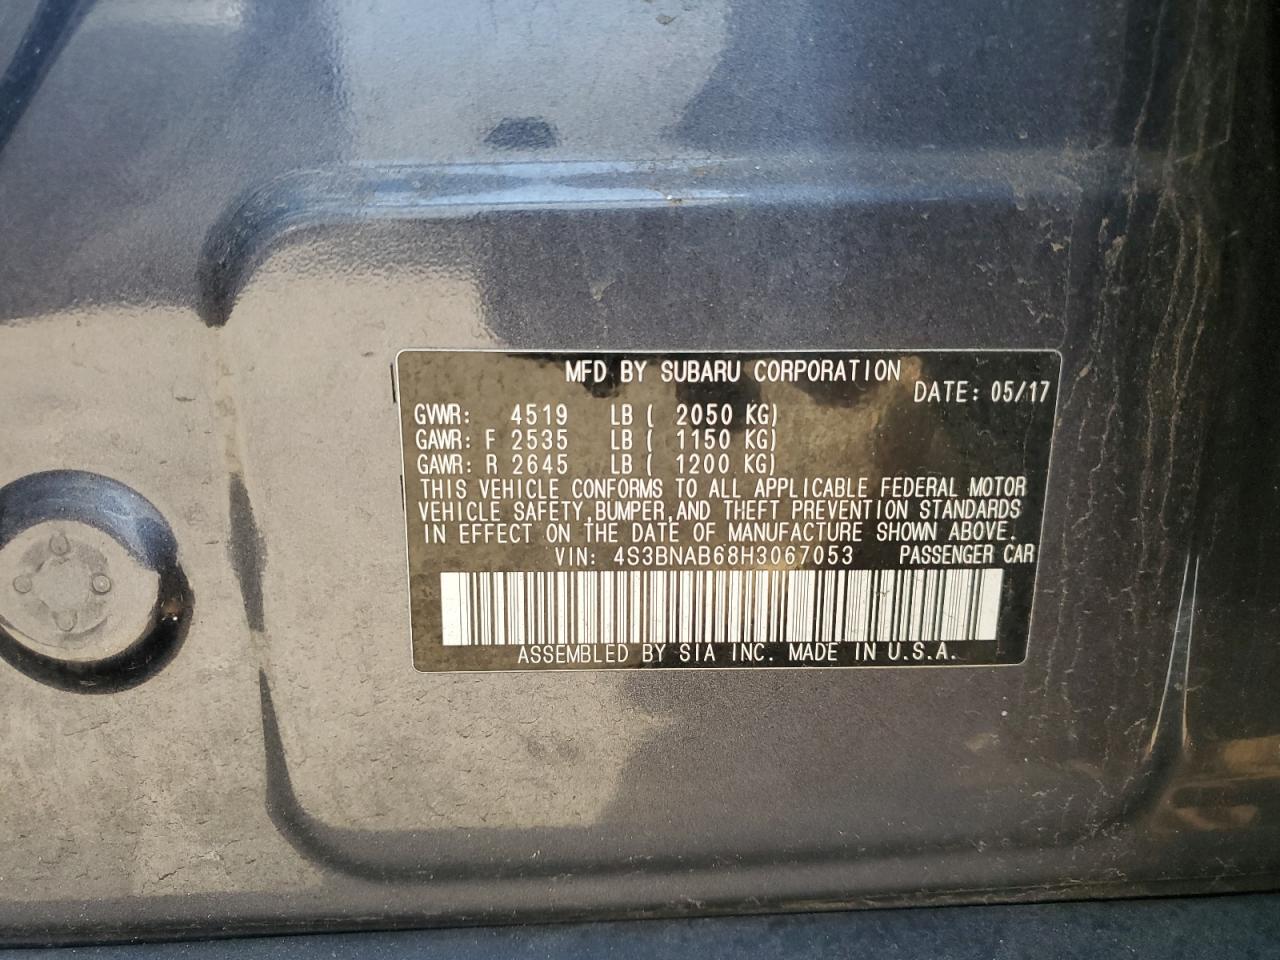 MFD BY SUBARU CORPORATION
DATE: 05/17
GVWR: 4519 LB ( 2050 KG)
GAWR: F 2535 LB ( 1150 KG)
GAWR: R 2645 LB ( 1200 KG)
THIS VEHICLE CONFORMS TO ALL APPLICABLE FEDERAL MOTOR
VEHICLE SAFETY,BUMPER,AND THEFT PREVENTION STANDARDS
IN EFFECT ON THE DATE OF MANUFACTURE SHOWN ABOVE.
VIN: 4S3BNAB68H3067053 PASSENGER CAR
ASSEMBLED BY SIA INC. MADE IN U.S.A.